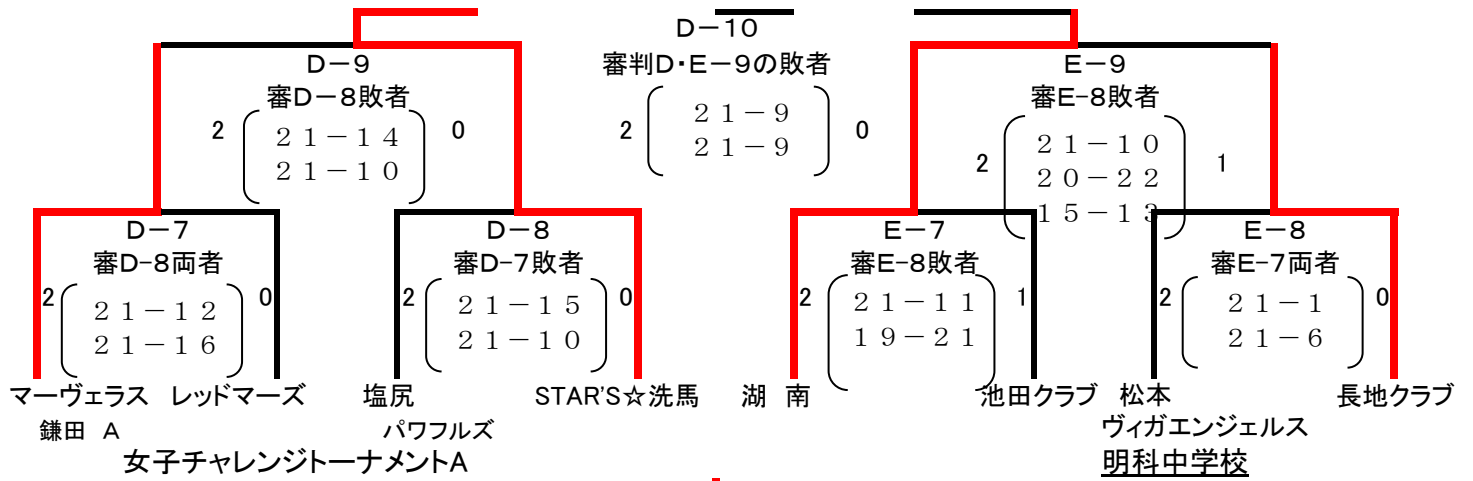 D－10
D－9
審判D・E－9の敗者
E－9
審D－8敗者
審E-8敗者
2
２１－１４
２１－１０
0
2
２１－９
２１－９
0
2
２１－１０
２０－２２
１５－１３
1
D－7
D－8
E－7
E－8
審D-8両者
審D-7敗者
審E-8敗者
審E-7両者
2
２１－１２
２１－１６
0
2
２１－１５
２１－１０
0
2
２１－１１
１９－２１
1
2
２１－１
２１－６
0
マーヴェラス
鎌田　A
レッドマーズ
塩尻
パワフルズ
STAR'S☆洗馬
湖　南
池田クラブ
松本
ヴィガエンジェルス
長地クラブ
女子チャレンジトーナメントA
明科中学校